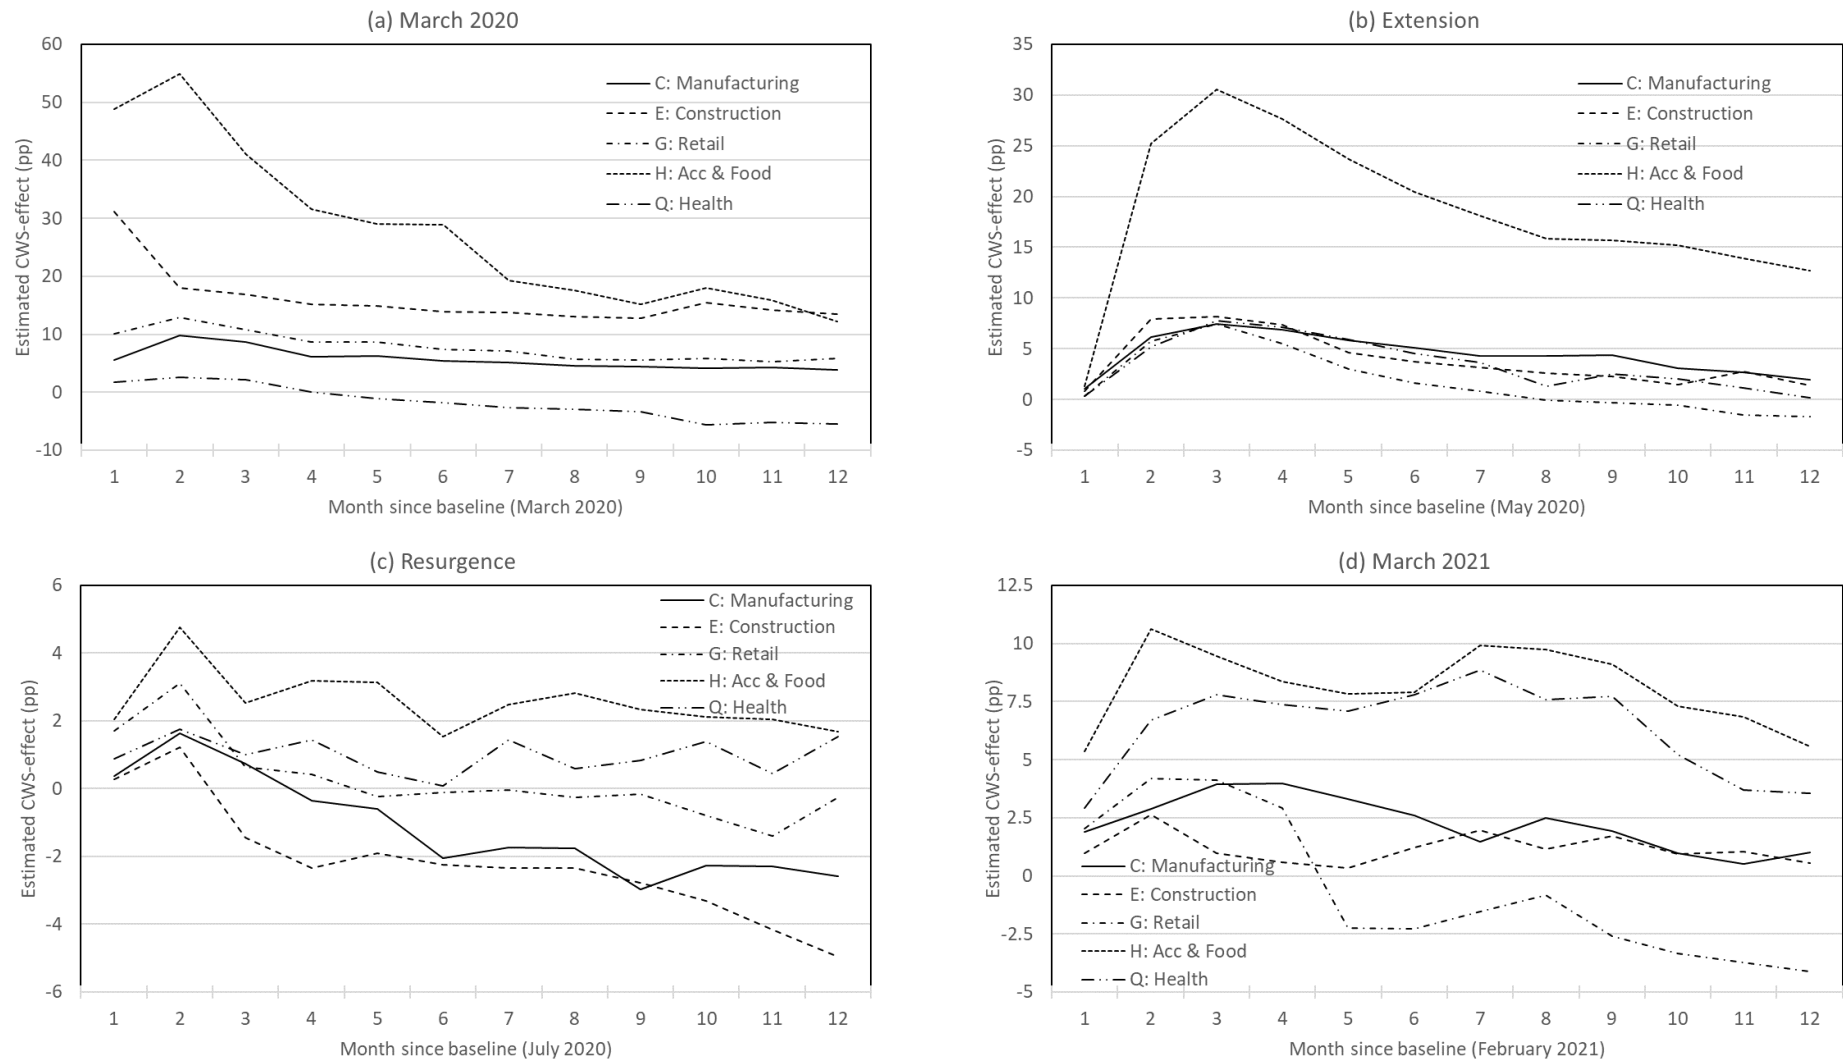 (a) March 2020
60
50
40
30
20
10
0
-10
Estimated CWS-effect (pp)
C: Manufacturing
E: Construction
G: Retail
H: Acc & Food
Q: Health
1 2 3 4 5 6 7 8 9 10 11 12
Month since baseline (March 2020)
(b) Extension
35
30
25
20
15
10
5
0
-5
Estimated CWS-effect (pp)
C: Manufacturing
E: Construction
G: Retail
H: Acc & Food
Q: Health
1 2 3 4 5 6 7 8 9 10 11 12
Month since baseline (May 2020)
(c) Resurgence
6
4
2
0
-2
-4
-6
Estimated CWS-effect (pp)
C: Manufacturing
E: Construction
G: Retail
H: Acc & Food
Q: Health
1 2 3 4 5 6 7 8 9 10 11 12
Month since baseline (July 2020)
(d) March 2021
12.5
10
7.5
5
2.5
0
-2.5
-5
Estimated CWS-effect (pp)
C: Manufacturing
E: Construction
G: Retail
H: Acc & Food
Q: Health
1 2 3 4 5 6 7 8 9 10 11 12
Month since baseline (February 2021)